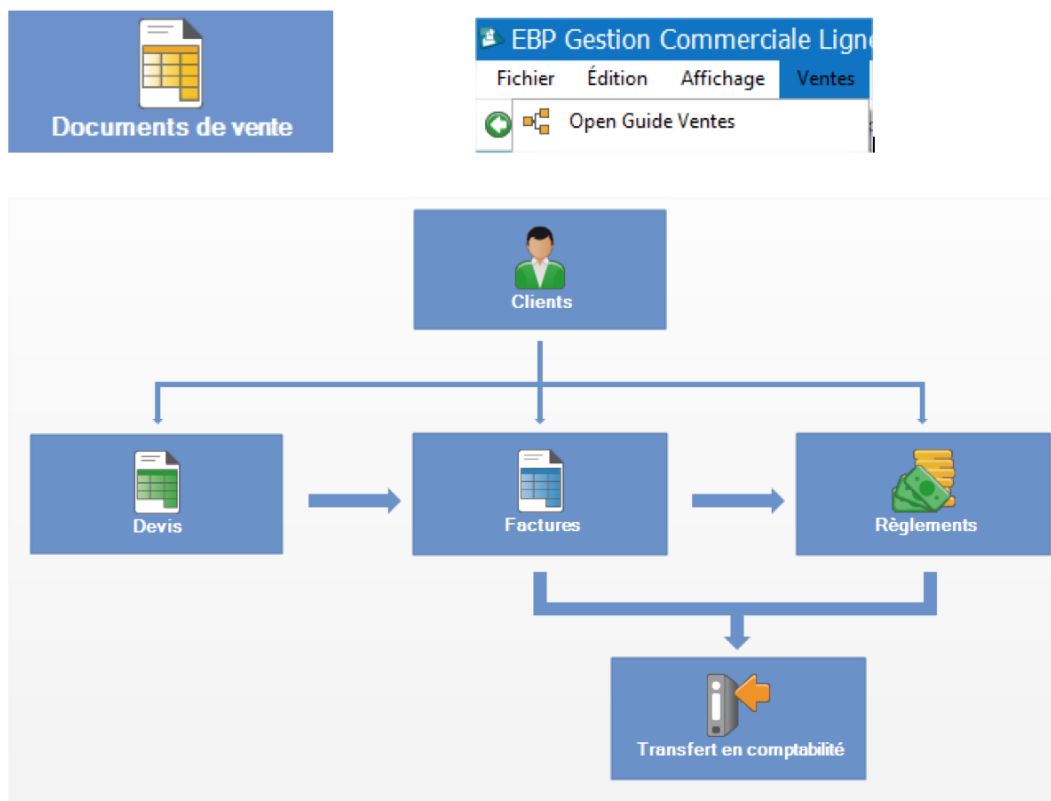 Documents de vente
EBP Gestion Commerciale Ligne
Fichier Édition Affichage Ventes
Open Guide Ventes
Clients
Devis
Factures
Règlements
Transfert en comptabilité